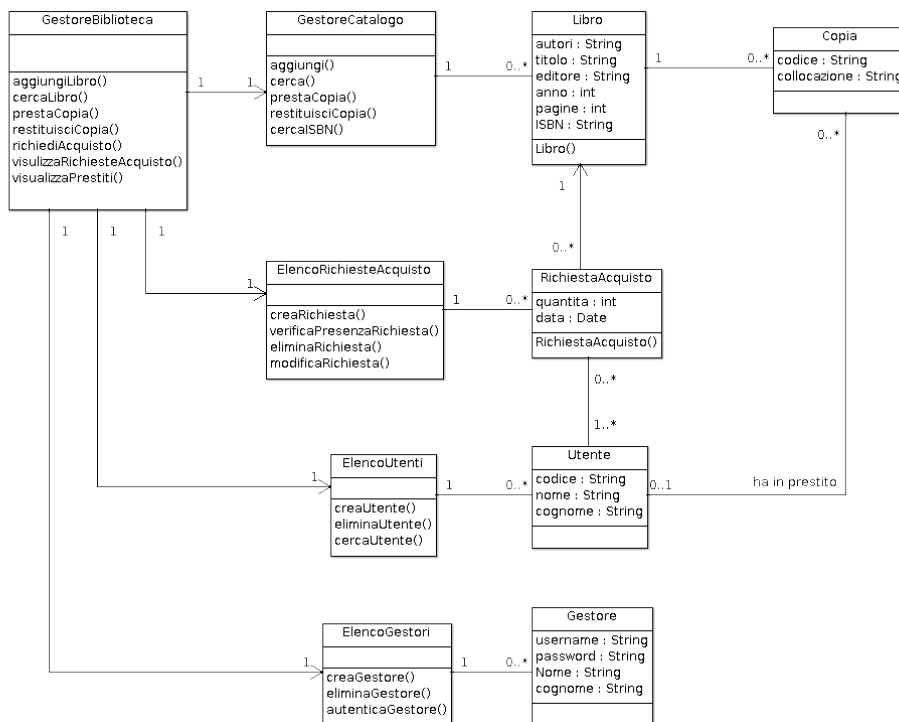 GestoreBiblioteca
aggiungiLibro()
cercaLibro()
prestaCopia()
restituisciCopia()
richiediAcquisto()
visulizzaRichiesteAcquisto()
visualizzaPrestiti()
1
1
GestoreCatalogo
aggiungi()
cerca()
prestaCopia()
restituisciCopia()
cercaISBN()
1
0..*
Libro
autori : String
titolo : String
editore : String
anno : int
pagine : int
ISBN : String
Libro()
1
0..*
Copia
codice : String
collocazione : String
0..*
1
0..*
1
1
1
1
ElencoRichiesteAcquisto
creaRichiesta()
verificaPresenzaRichiesta()
eliminaRichiesta()
modificaRichiesta()
1
0..*
RichiestaAcquisto
quantita : int
data : Date
RichiestaAcquisto()
0..*
1..*
1
ElencoUtenti
creaUtente()
eliminaUtente()
cercaUtente()
1
0..*
Utente
codice : String
nome : String
cognome : String
0..1
ha in prestito
1
ElencoGestori
creaGestore()
eliminaGestore()
autenticaGestore()
1
0..*
Gestore
username : String
password : String
Nome : String
cognome : String